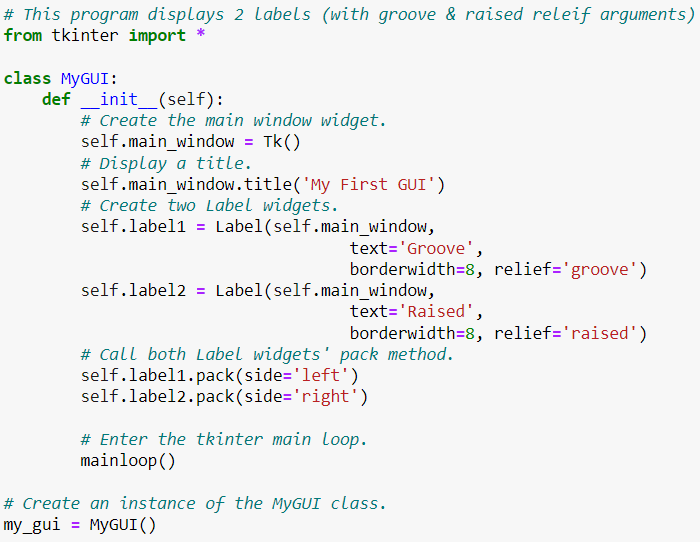 # This program displays 2 labels (with groove & raised releif arguments)
from tkinter import *
class MyGUI:
    def __init__(self):
        # Create the main window widget.
        self.main_window = Tk()
        # Display a title.
        self.main_window.title('My First GUI')
        # Create two Label widgets.
        self.label1 = Label(self.main_window,
                            text='Groove',
                            borderwidth=8, relief='groove')
        self.label2 = Label(self.main_window,
                            text='Raised',
                            borderwidth=8, relief='raised')
        # Call both Label widgets' pack method.
        self.label1.pack(side='left')
        self.label2.pack(side='right')
        # Enter the tkinter main loop.
        mainloop()
# Create an instance of the MyGUI class.
my_gui = MyGUI()